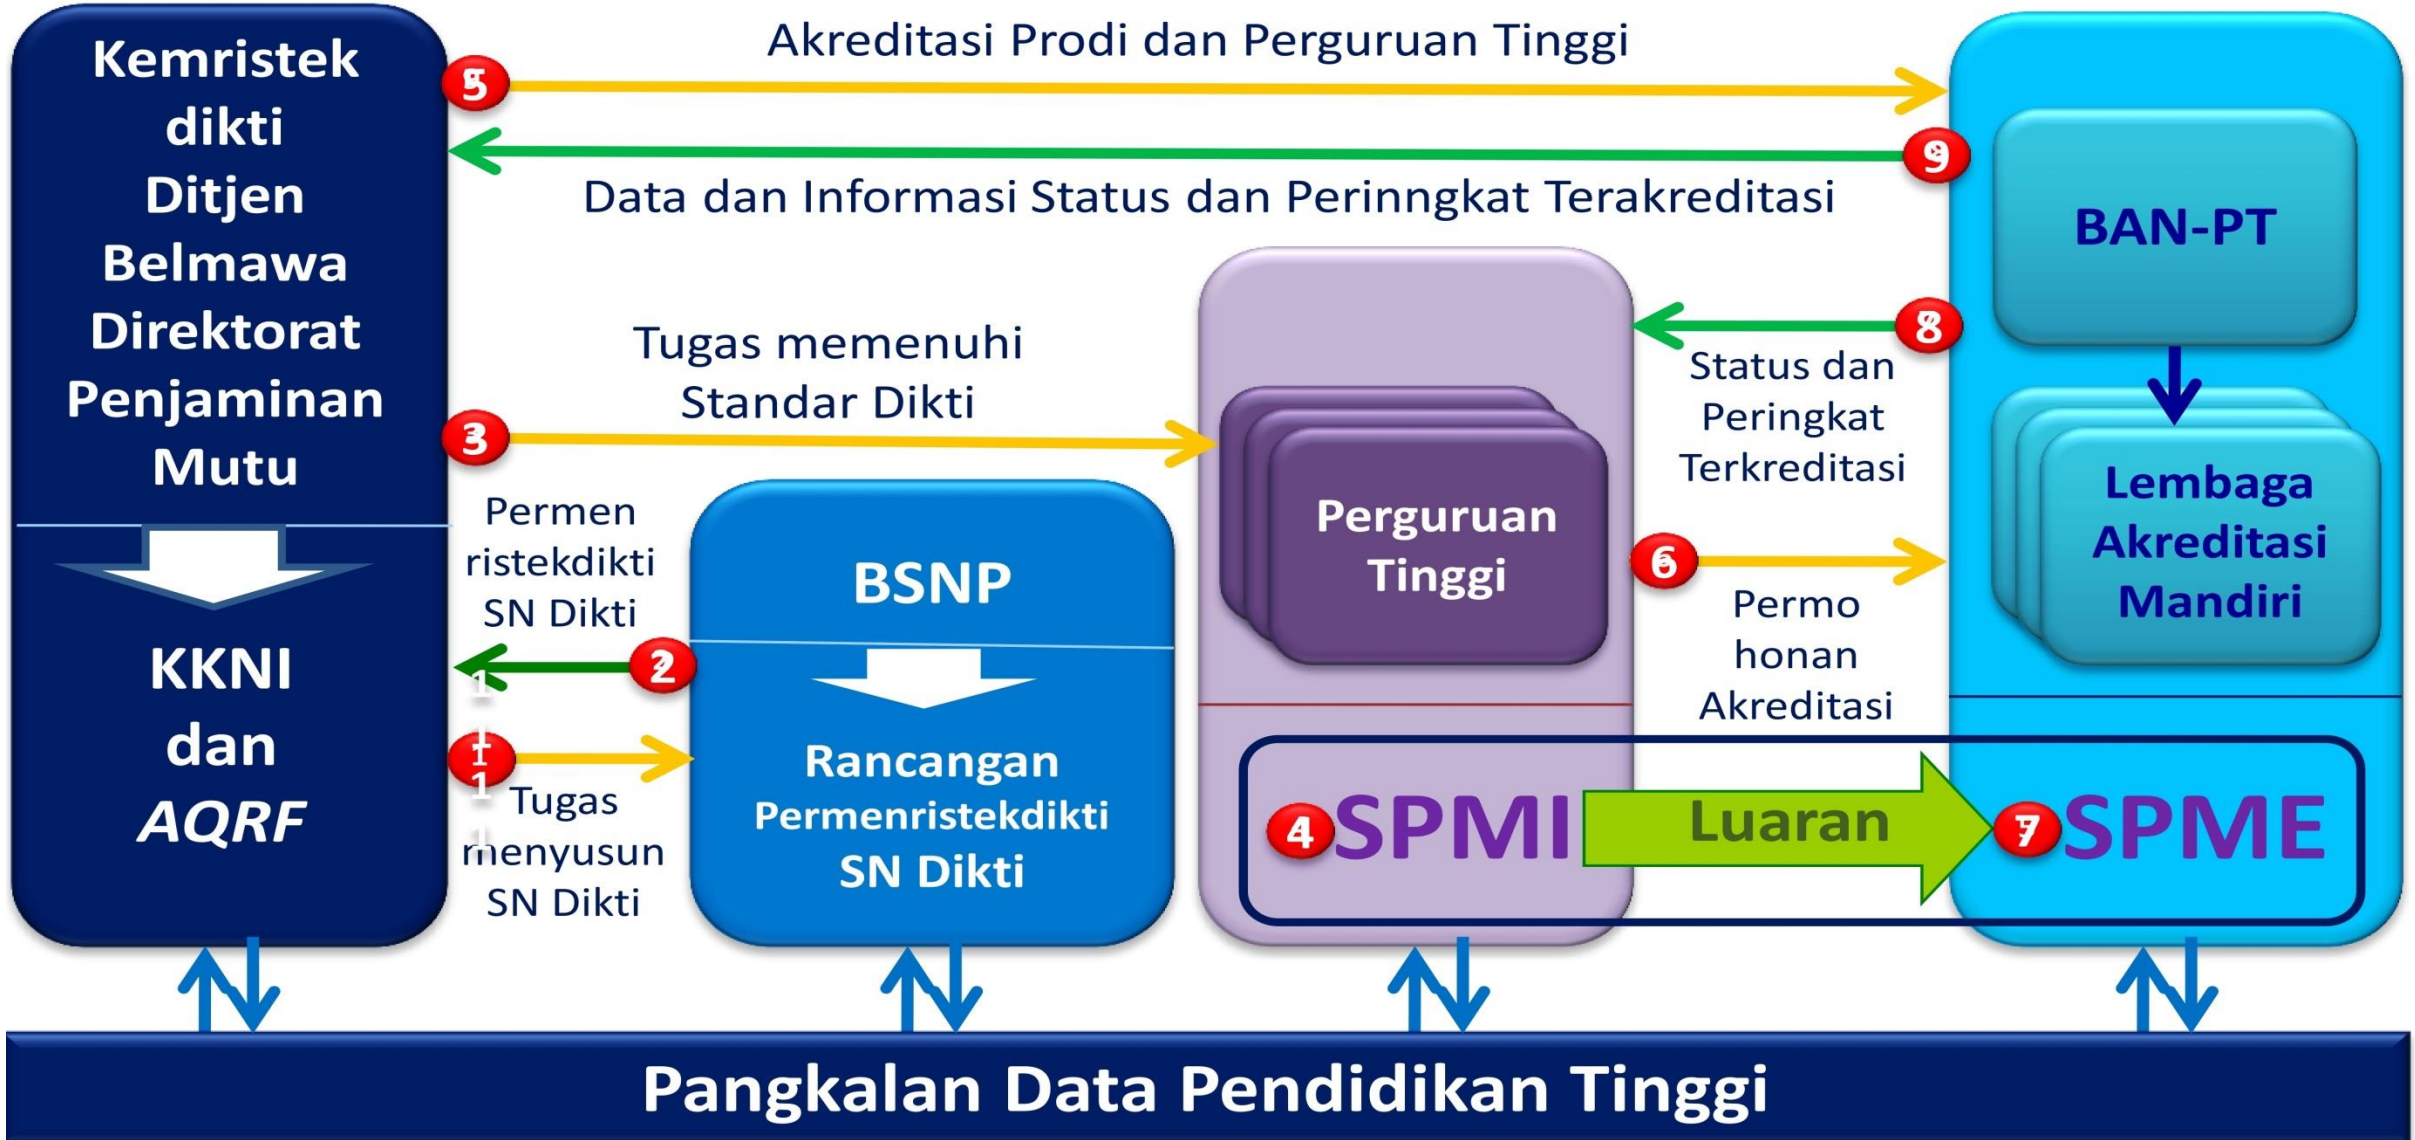 Kemristek
dikti
Ditjen
Belmawa
Direktorat
Penjaminan
Mutu
KKNI
dan
AQRF
5
Akreditasi Prodi dan Perguruan Tinggi
9
Data dan Informasi Status dan Perinngkat Terakreditasi
3
Tugas memenuhi
Standar Dikti
Permen
ristekdikti
SN Dikti
2
1
Tugas
menyusun
SN Dikti
BSNP
Rancangan
Permenristekdikti
SN Dikti
Perguruan
Tinggi
8
Status dan
Peringkat
Terkreditasi
6
Permo
honan
Akreditasi
BAN-PT
Lembaga
Akreditasi
Mandiri
4 SPMI
Luaran
7 SPME
Pangkalan Data Pendidikan Tinggi